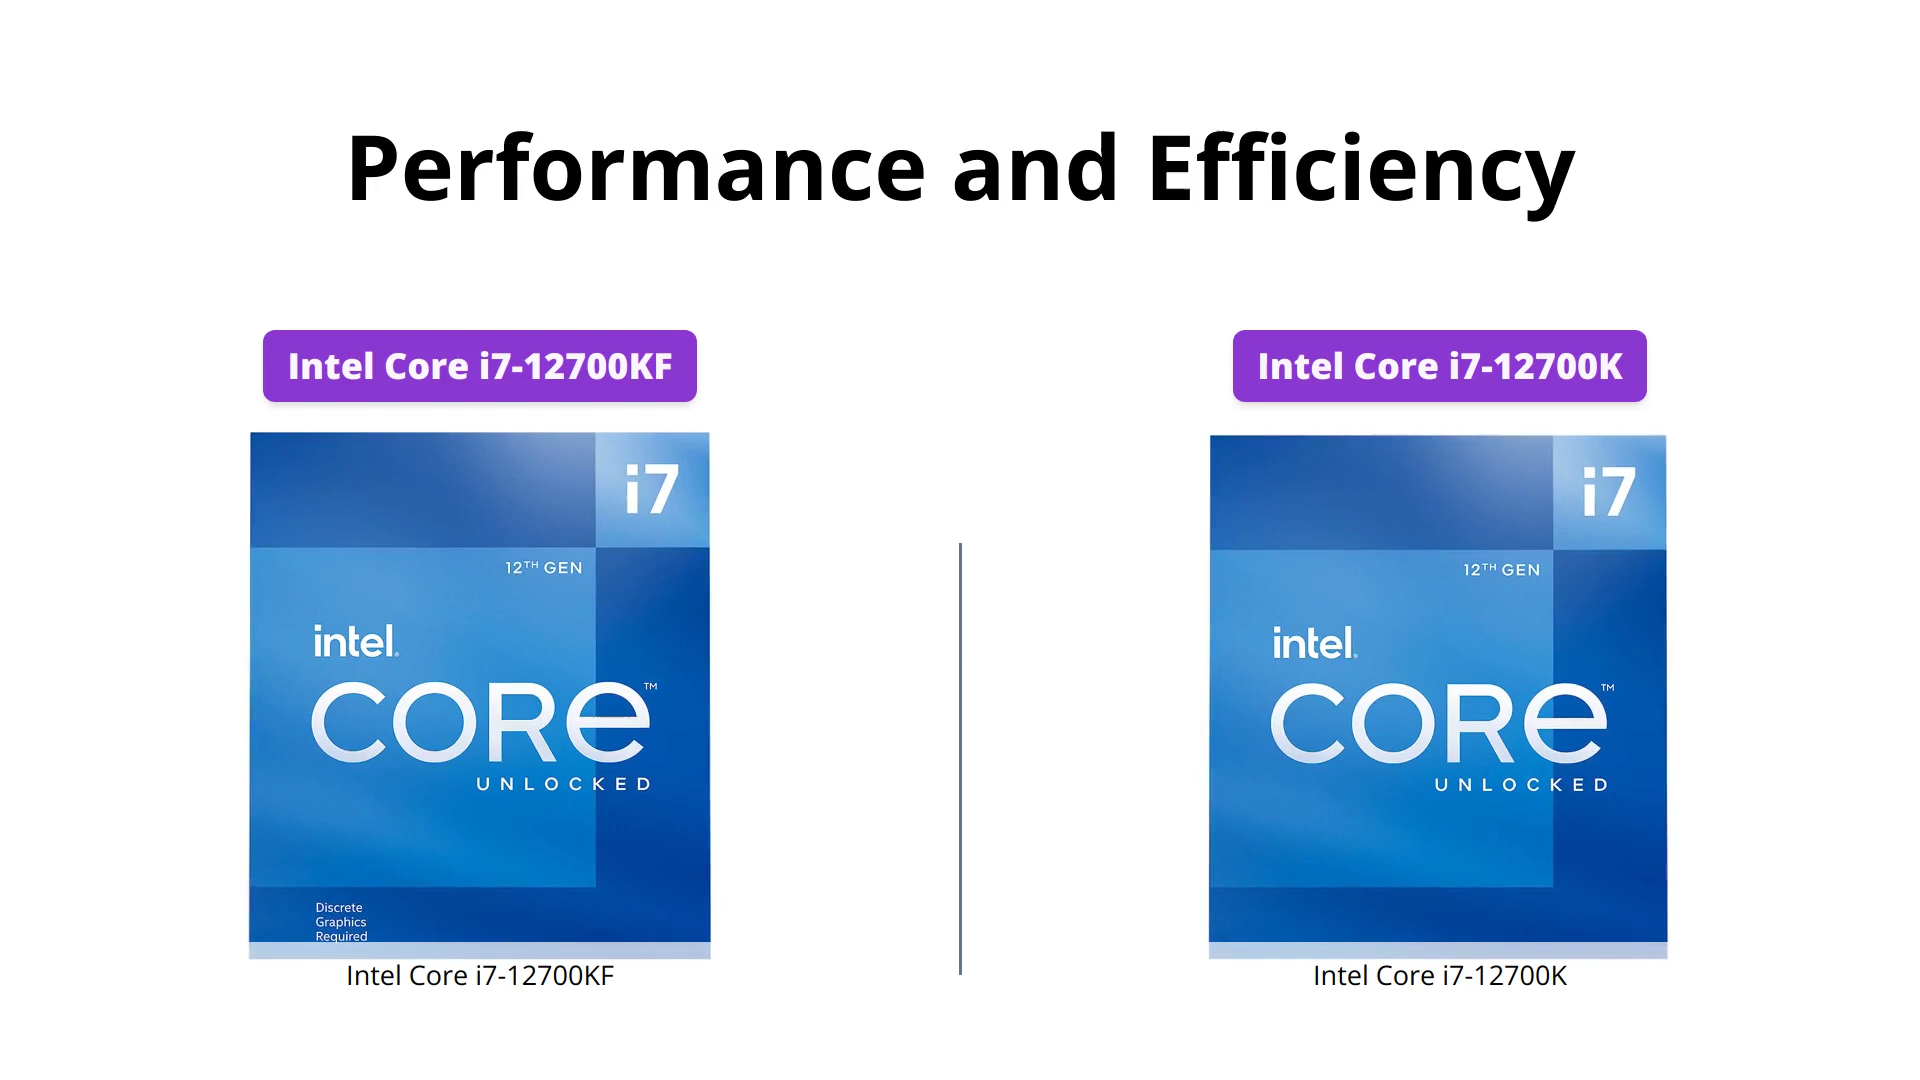 Performance and Efficiency
Intel Core i7-12700KF
i7
12TH GEN
intel.
CORe™
UNLOCKED
Discrete
Graphics
Required
Intel Core i7-12700KF
Intel Core i7-12700K
i7
12TH GEN
intel.
CORe™
UNLOCKED
Intel Core i7-12700K